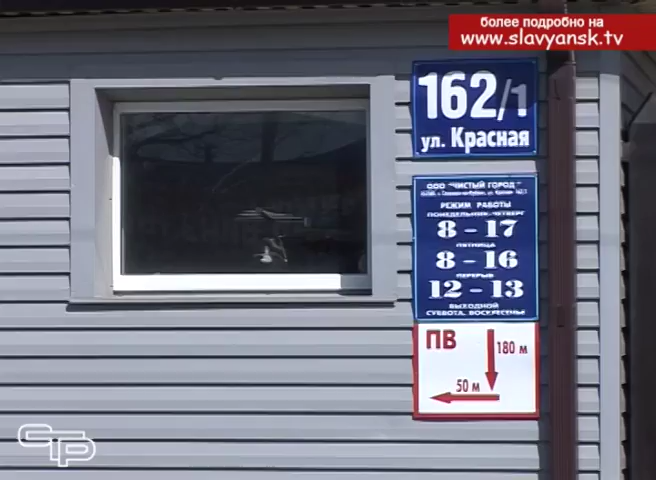 более подробно на
www.slavyansk.tv
162/1
ул. Красная
ООО "ЧИСТЫЙ ГОРОД"
РЕЖИМ РАБОТЫ
ПОНЕДЕЛЬНИК-ЧЕТВЕРГ
8 - 17
ПЯТНИЦА
8 - 16
ПЕРЕРЫВ
12 - 13
ВЫХОДНОЙ
СУББОТА, ВОСКРЕСЕНЬЕ
ПВ
180 м
50 м
СТР